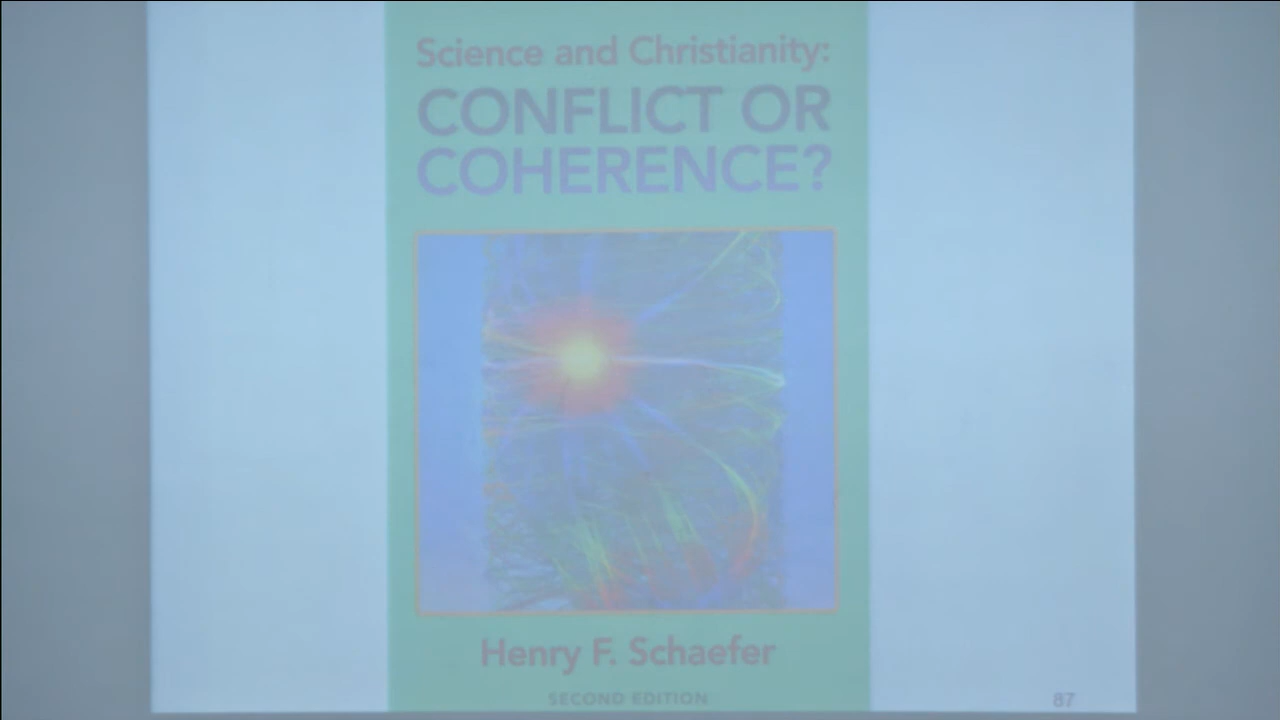 Science and Christianity:
CONFLICT OR
COHERENCE?
Henry F. Schaefer
SECOND EDITION
87